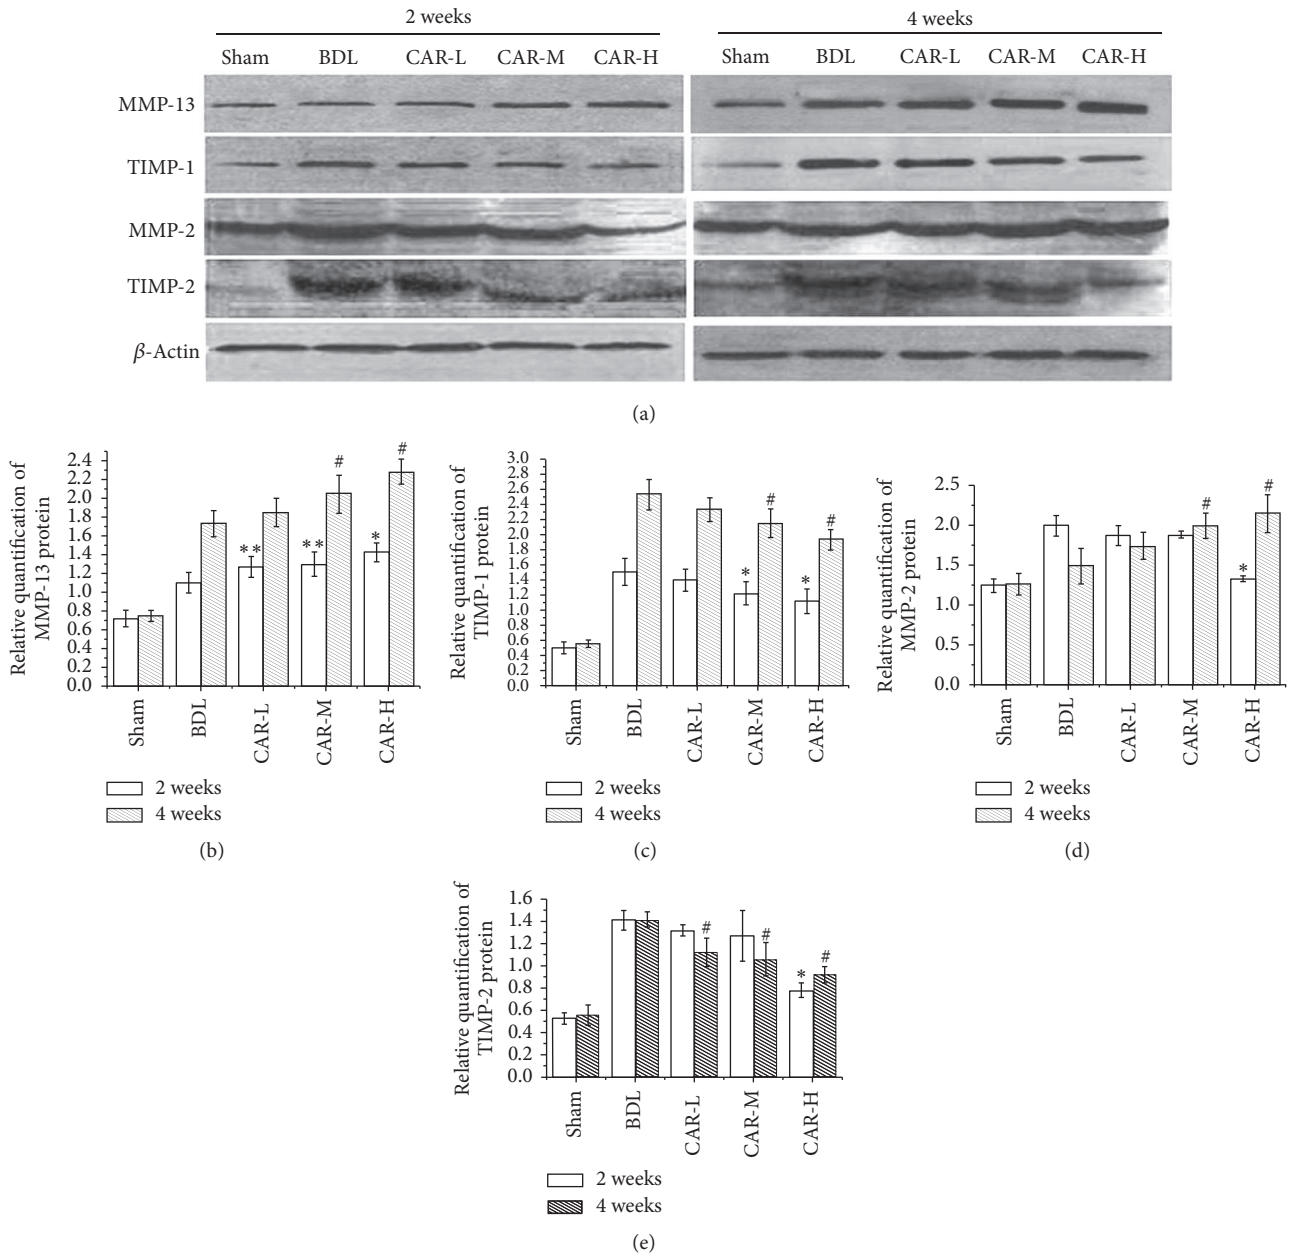 2 weeks
4 weeks
Sham BDL CAR-L CAR-M CAR-H
Sham BDL CAR-L CAR-M CAR-H
MMP-13
TIMP-1
MMP-2
TIMP-2
β-Actin
(a)
Relative quantification of
MMP-13 protein
2.4
2.2
2.0
1.8
1.6
1.4
1.2
1.0
0.8
0.6
0.4
0.2
0.0
**
**
*
#
#
Sham
BDL
CAR-L
CAR-M
CAR-H
2 weeks
4 weeks
(b)
Relative quantification of
TIMP-1 protein
3.0
2.8
2.6
2.4
2.2
2.0
1.8
1.6
1.4
1.2
1.0
0.8
0.6
0.4
0.2
0.0
*
#
*
#
Sham
BDL
CAR-L
CAR-M
CAR-H
2 weeks
4 weeks
(c)
Relative quantification of
MMP-2 protein
2.5
2.0
1.5
1.0
0.5
0.0
#
*
#
Sham
BDL
CAR-L
CAR-M
CAR-H
2 weeks
4 weeks
(d)
Relative quantification of
TIMP-2 protein
1.6
1.4
1.2
1.0
0.8
0.6
0.4
0.2
0.0
#
#
*
#
Sham
BDL
CAR-L
CAR-M
CAR-H
2 weeks
4 weeks
(e)